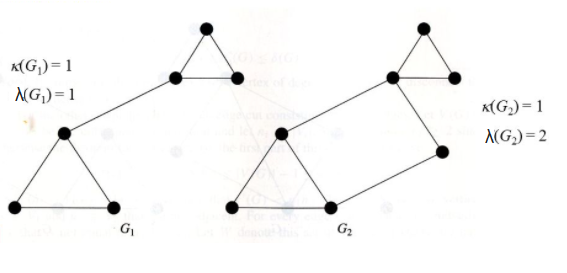 κ(G₁) = 1
λ(G₁) = 1
G₁
κ(G₂) = 1
λ(G₂) = 2
G₂